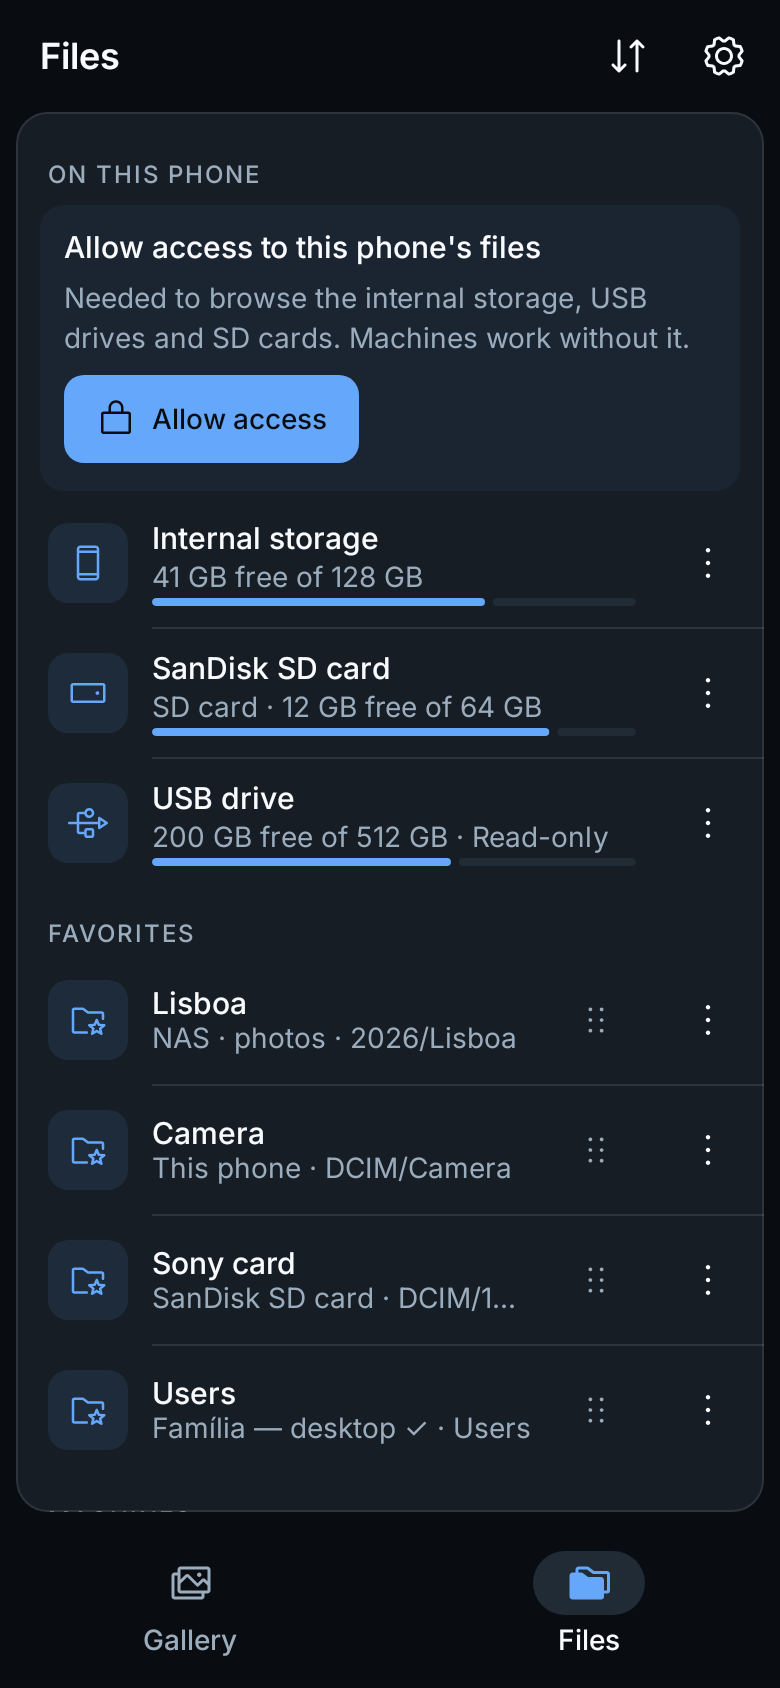 Files
ON THIS PHONE
Allow access to this phone's files
Needed to browse the internal storage, USB
drives and SD cards. Machines work without it.
Allow access
Internal storage
41 GB free of 128 GB
SanDisk SD card
SD card · 12 GB free of 64 GB
USB drive
200 GB free of 512 GB · Read-only
FAVORITES
Lisboa
NAS · photos · 2026/Lisboa
Camera
This phone · DCIM/Camera
Sony card
SanDisk SD card · DCIM/1…
Users
Família — desktop ✓ · Users
Gallery
Files